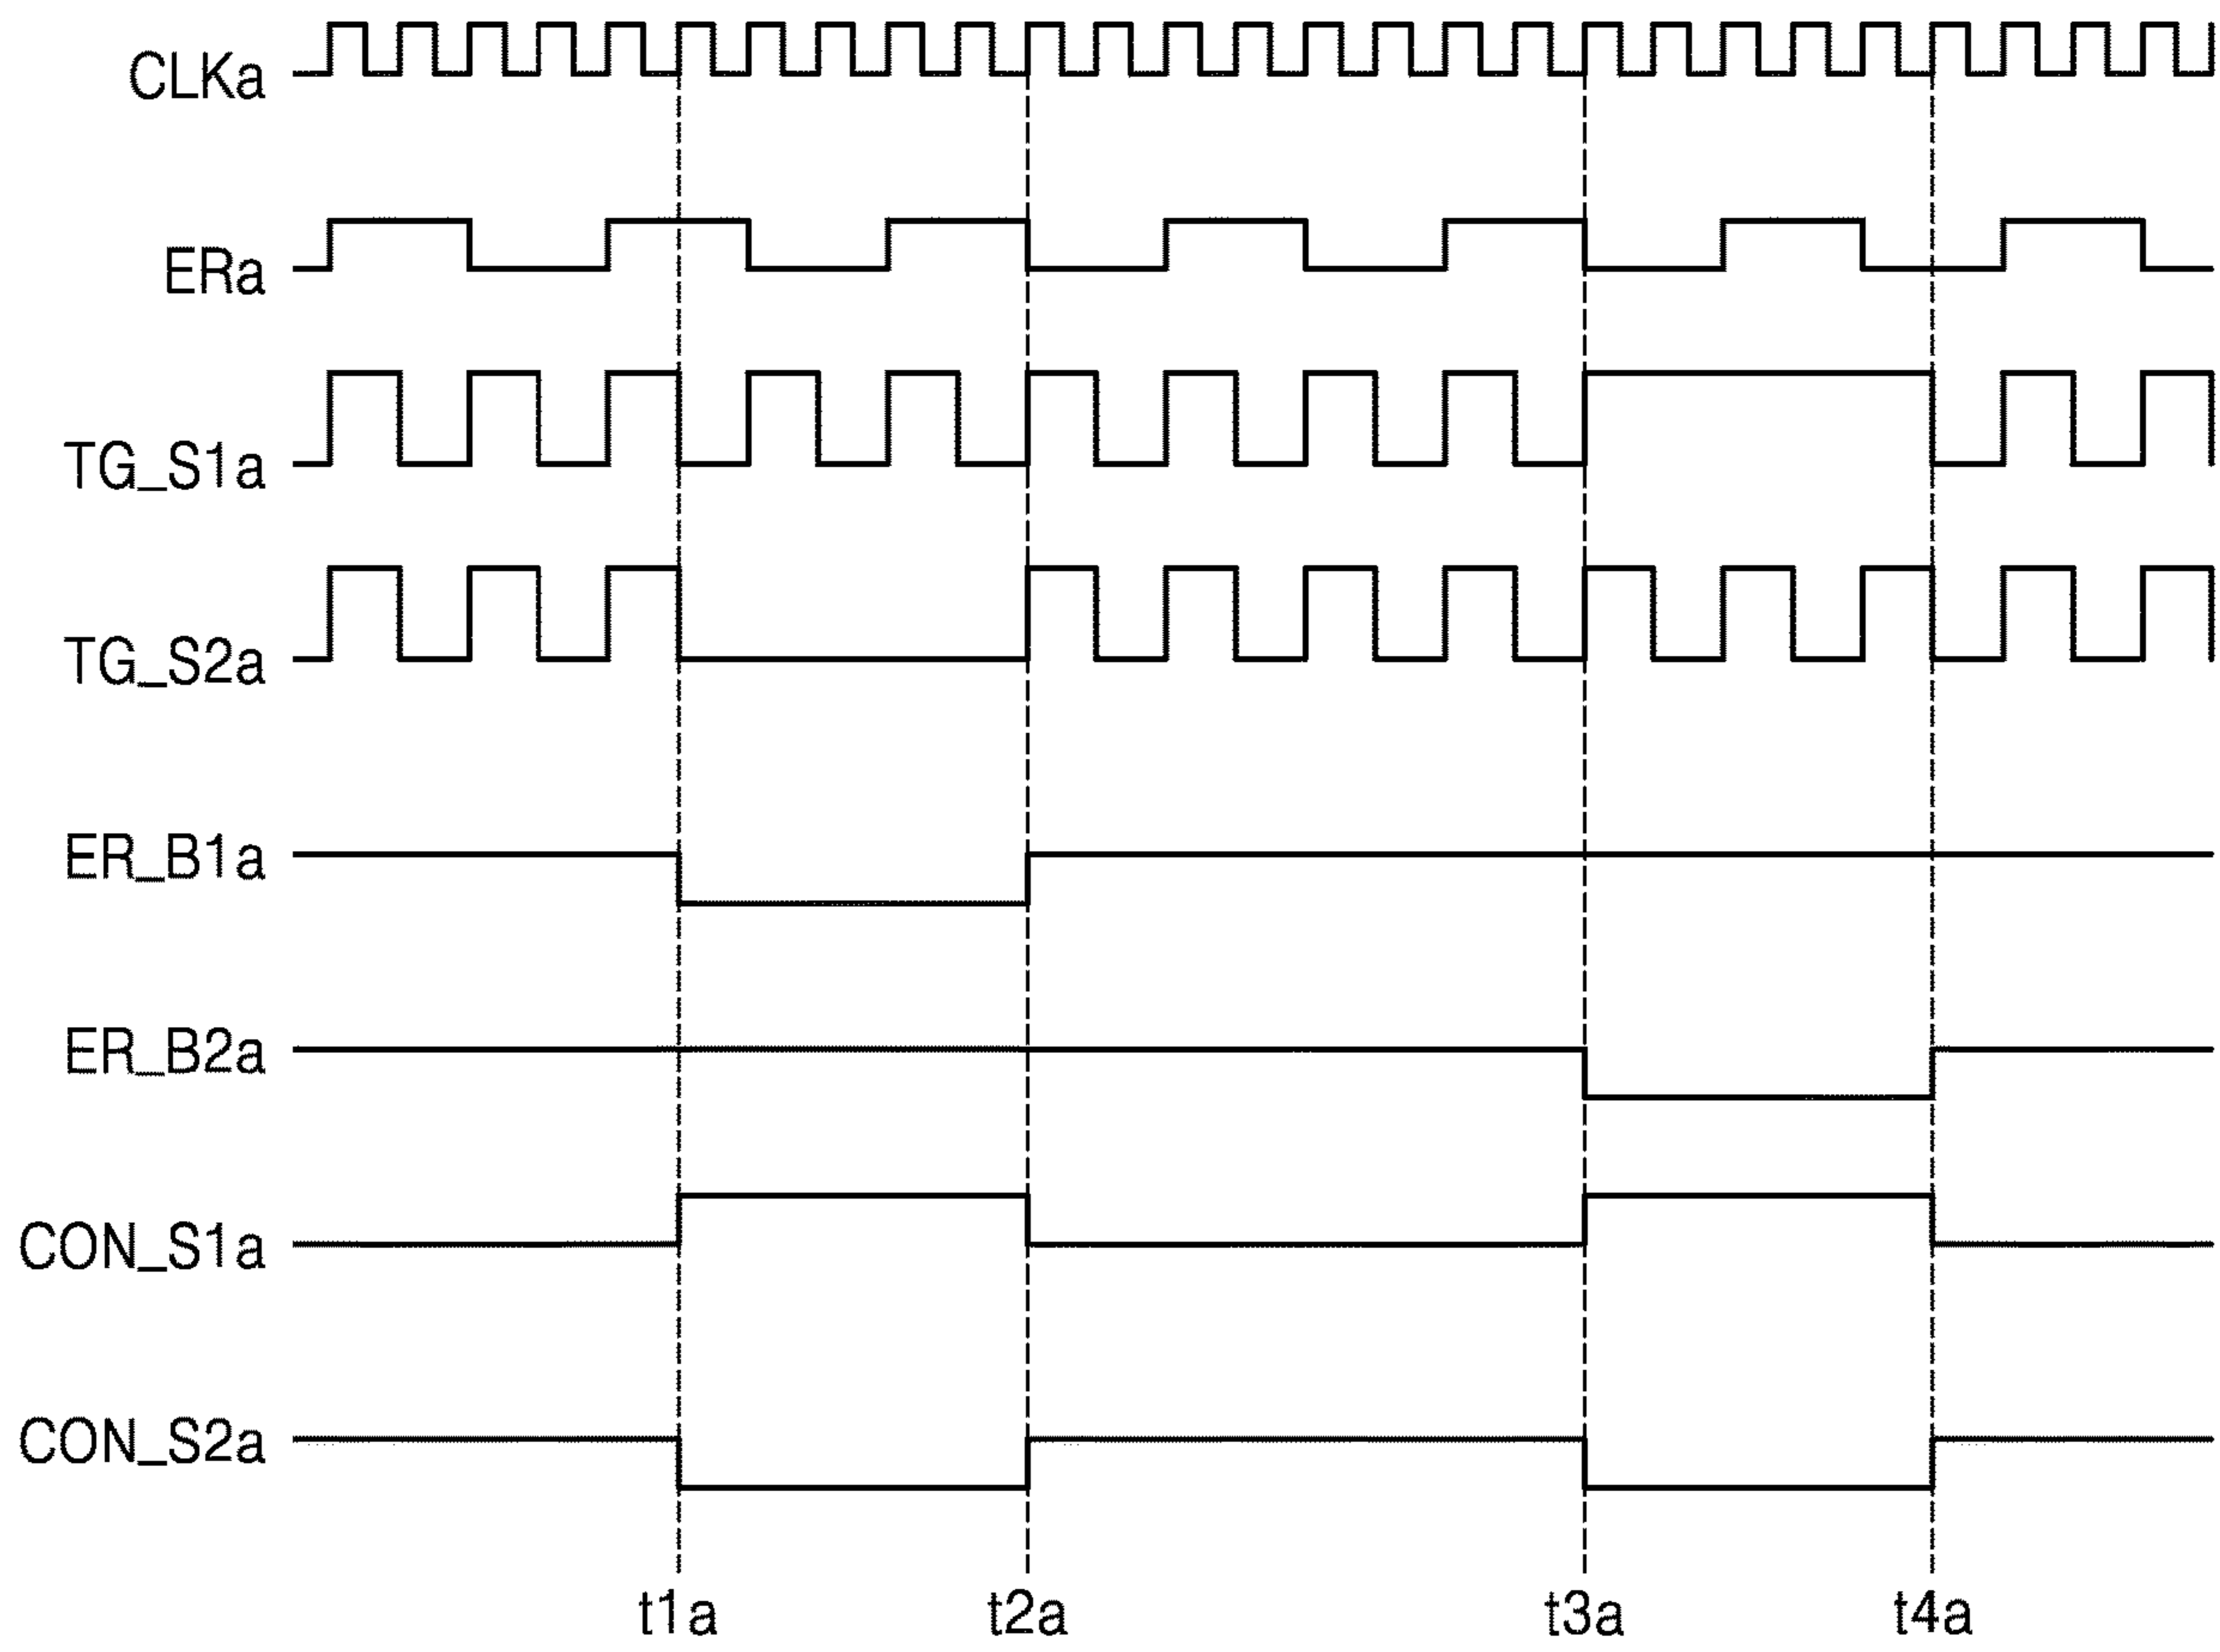 CLKa
ERa
TG_S1a
TG_S2a
ER_B1a
ER_B2a
CON_S1a
CON_S2a
t1a t2a t3a t4a